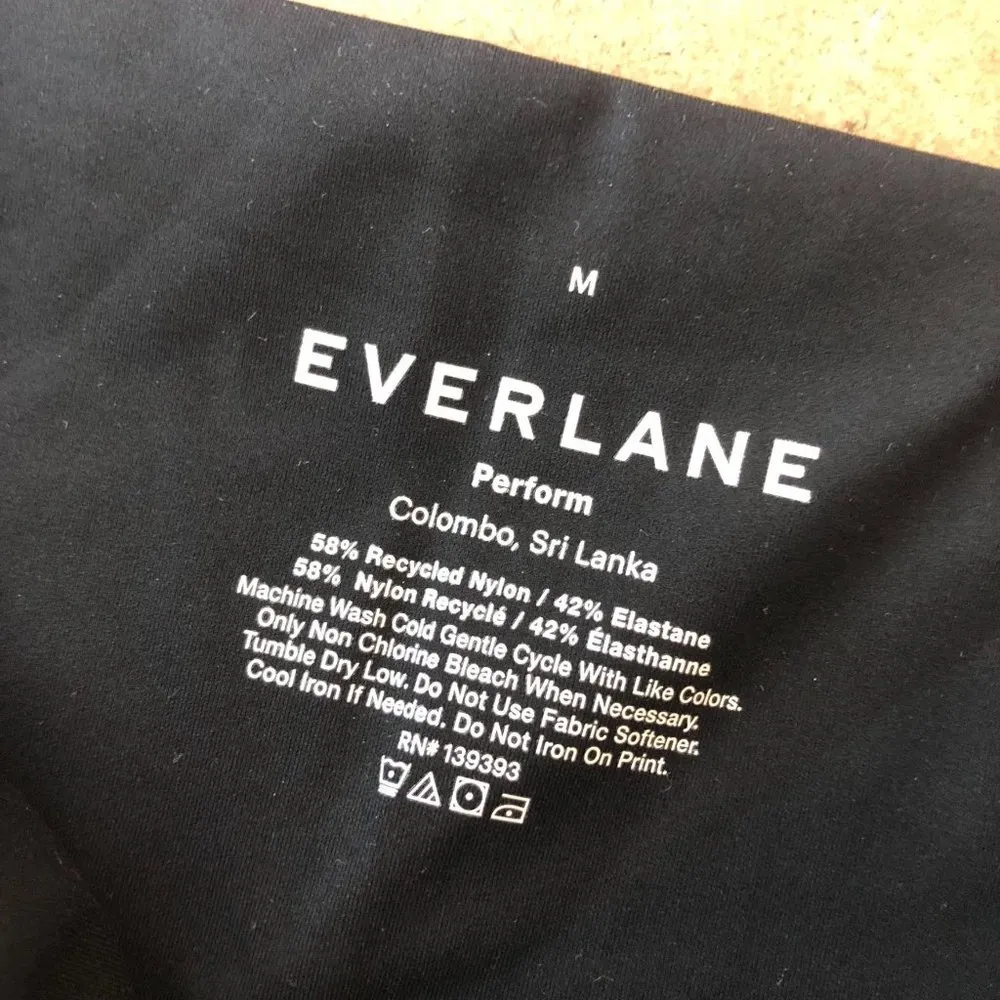 M
EVERLANE
Perform
Colombo, Sri Lanka
58% Recycled Nylon / 42% Elastane
58% Nylon Recyclé / 42% Élasthanne
Machine Wash Cold Gentle Cycle With Like Colors.
Only Non Chlorine Bleach When Necessary.
Tumble Dry Low. Do Not Use Fabric Softener.
Cool Iron If Needed. Do Not Iron On Print.
RN# 139393